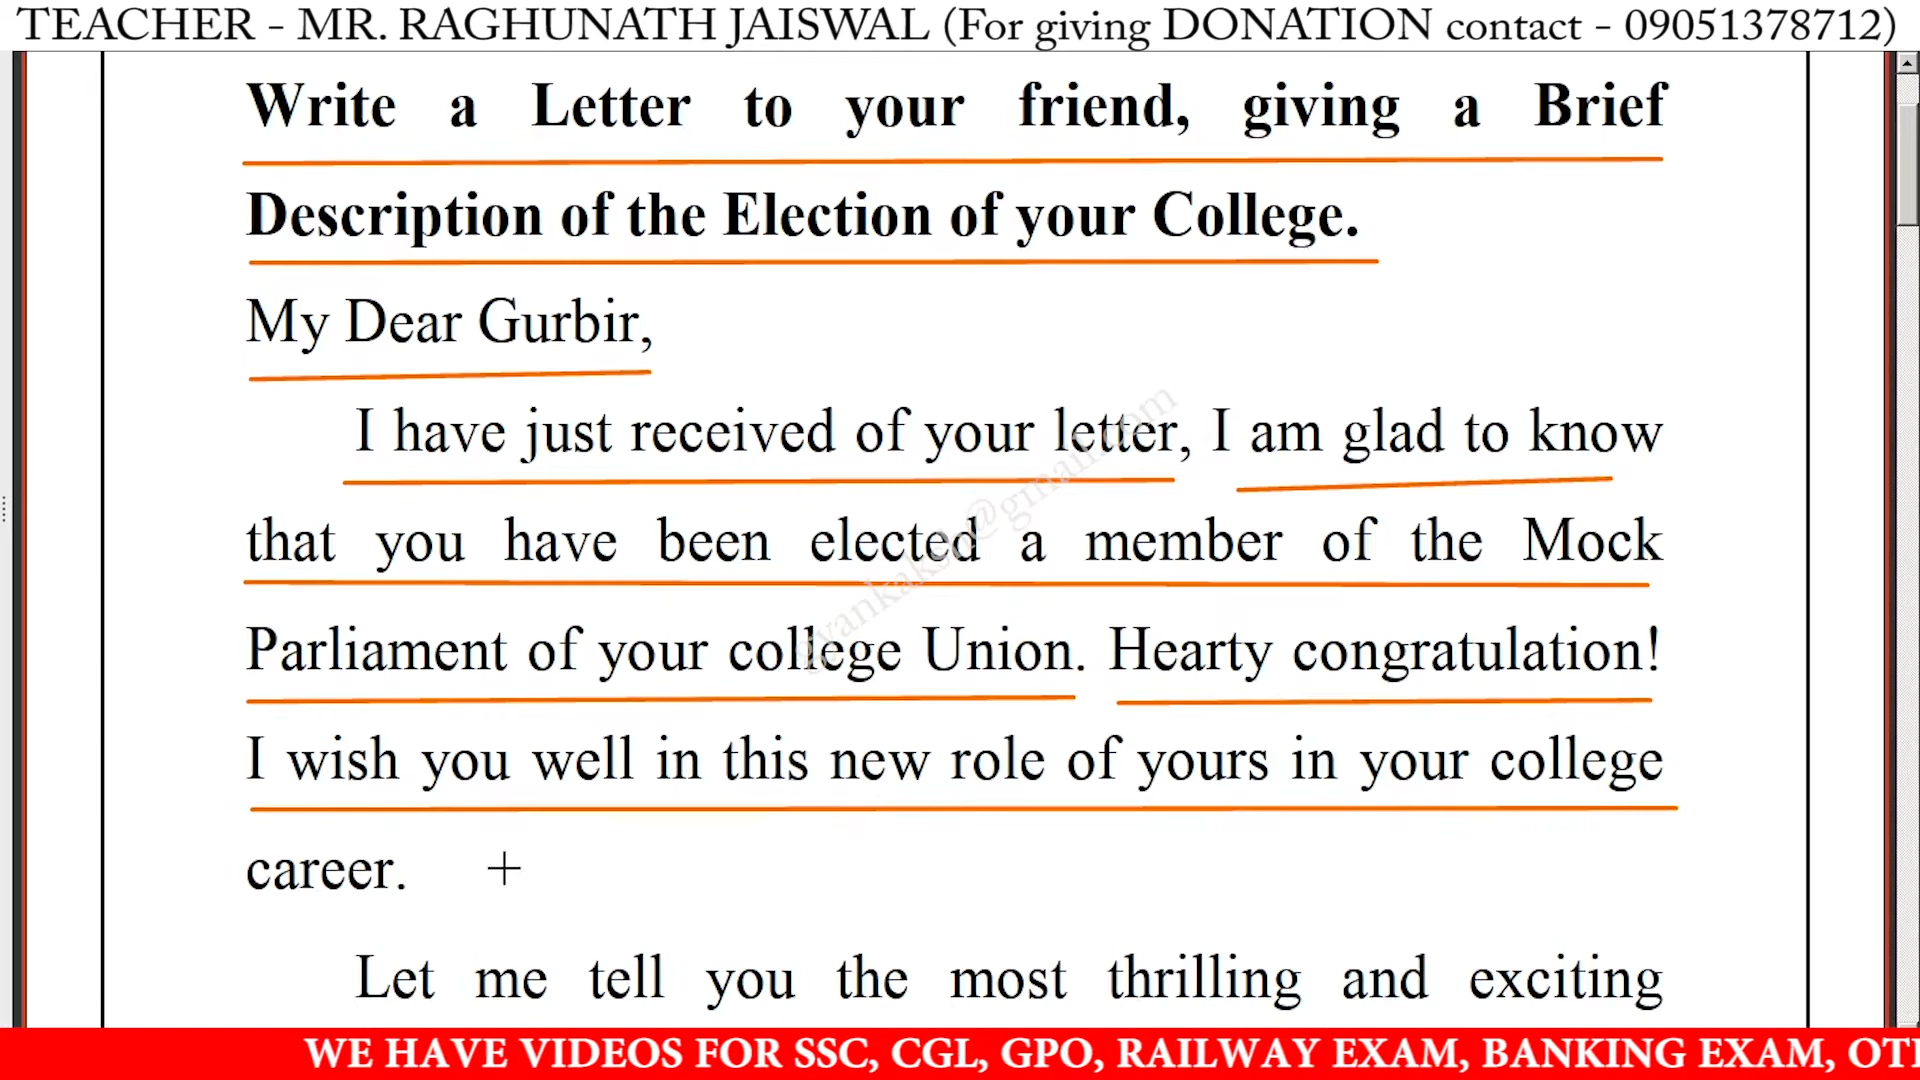 TEACHER - MR. RAGHUNATH JAISWAL (For giving DONATION contact - 09051378712)
Write a Letter to your friend, giving a Brief
Description of the Election of your College.
My Dear Gurbir,
I have just received of your letter, I am glad to know
that you have been elected a member of the Mock
Parliament of your college Union. Hearty congratulation!
I wish you well in this new role of yours in your college
career.
Let me tell you the most thrilling and exciting
gyankaksh@gmail.com
WE HAVE VIDEOS FOR SSC, CGL, GPO, RAILWAY EXAM, BANKING EXAM,